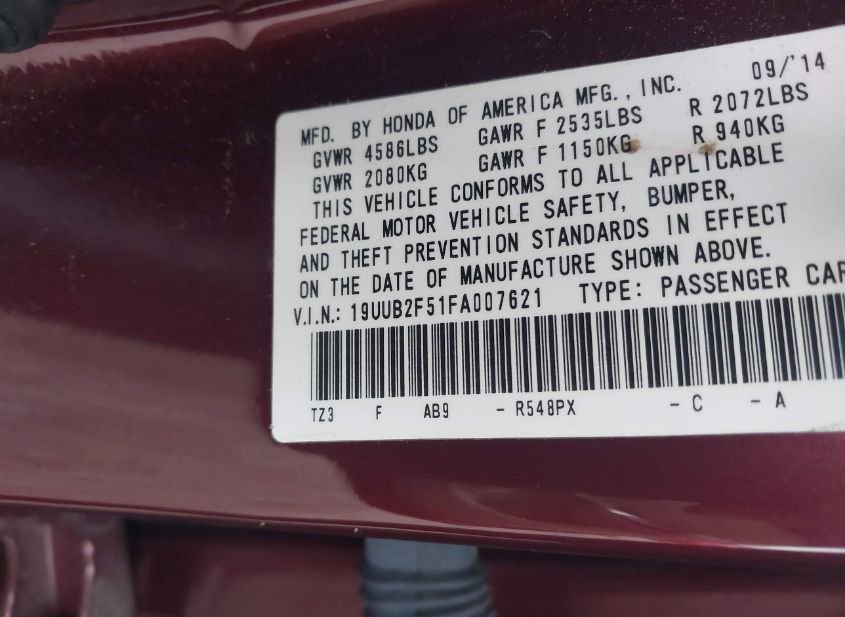 MFD. BY HONDA OF AMERICA MFG., INC. 09/'14
GVWR 4586LBS GAWR F 2535LBS R 2072LBS
GVWR 2080KG GAWR F 1150KG R 940KG
THIS VEHICLE CONFORMS TO ALL APPLICABLE
FEDERAL MOTOR VEHICLE SAFETY, BUMPER,
AND THEFT PREVENTION STANDARDS IN EFFECT
ON THE DATE OF MANUFACTURE SHOWN ABOVE.
V.I.N.: 19UUB2F51FA007621 TYPE: PASSENGER CAR
TZ3 F AB9 - R548PX - C - A